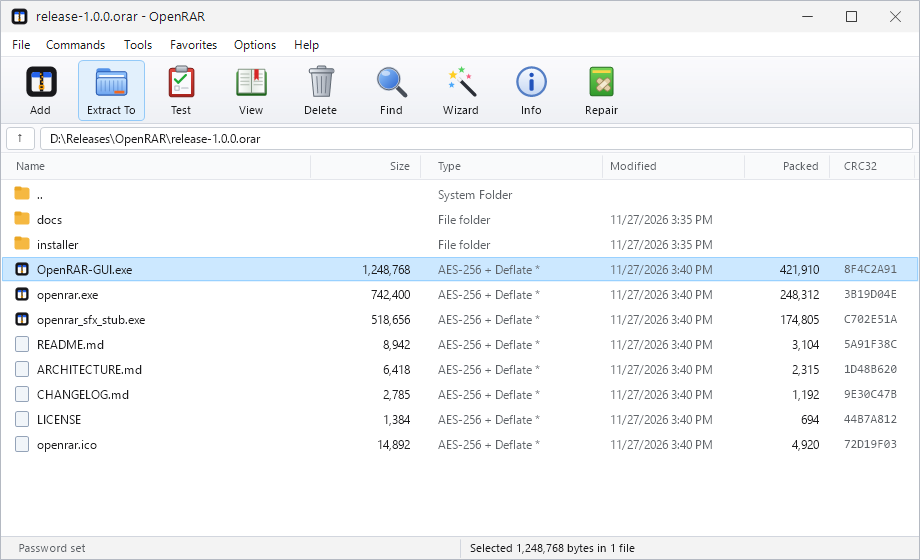 release-1.0.0.orar - OpenRAR
File Commands Tools Favorites Options Help
Add Extract To Test View Delete Find Wizard Info Repair
↑ D:\Releases\OpenRAR\release-1.0.0.orar
Name Size Type Modified Packed CRC32
.. System Folder
docs File folder 11/27/2026 3:35 PM
installer File folder 11/27/2026 3:35 PM
OpenRAR-GUI.exe 1,248,768 AES-256 + Deflate * 11/27/2026 3:40 PM 421,910 8F4C2A91
openrar.exe 742,400 AES-256 + Deflate * 11/27/2026 3:40 PM 248,312 3B19D04E
openrar_sfx_stub.exe 518,656 AES-256 + Deflate * 11/27/2026 3:40 PM 174,805 C702E51A
README.md 8,942 AES-256 + Deflate * 11/27/2026 3:40 PM 3,104 5A91F38C
ARCHITECTURE.md 6,418 AES-256 + Deflate * 11/27/2026 3:40 PM 2,315 1D48B620
CHANGELOG.md 2,785 AES-256 + Deflate * 11/27/2026 3:40 PM 1,192 9E30C47B
LICENSE 1,384 AES-256 + Deflate * 11/27/2026 3:40 PM 694 44B7A812
openrar.ico 14,892 AES-256 + Deflate * 11/27/2026 3:40 PM 4,920 72D19F03
Password set Selected 1,248,768 bytes in 1 file